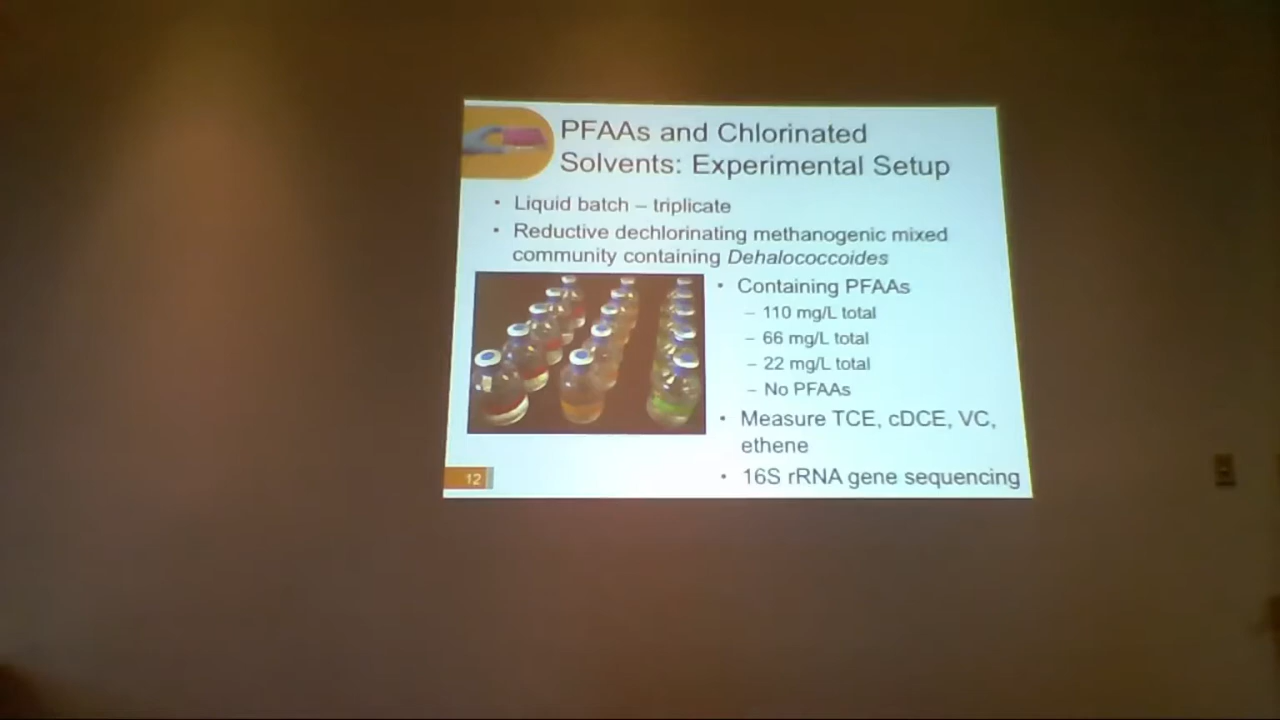 PFAAs and Chlorinated
Solvents: Experimental Setup
• Liquid batch – triplicate
• Reductive dechlorinating methanogenic mixed
community containing Dehalococcoides
• Containing PFAAs
– 110 mg/L total
– 66 mg/L total
– 22 mg/L total
– No PFAAs
• Measure TCE, cDCE, VC,
ethene
• 16S rRNA gene sequencing
12